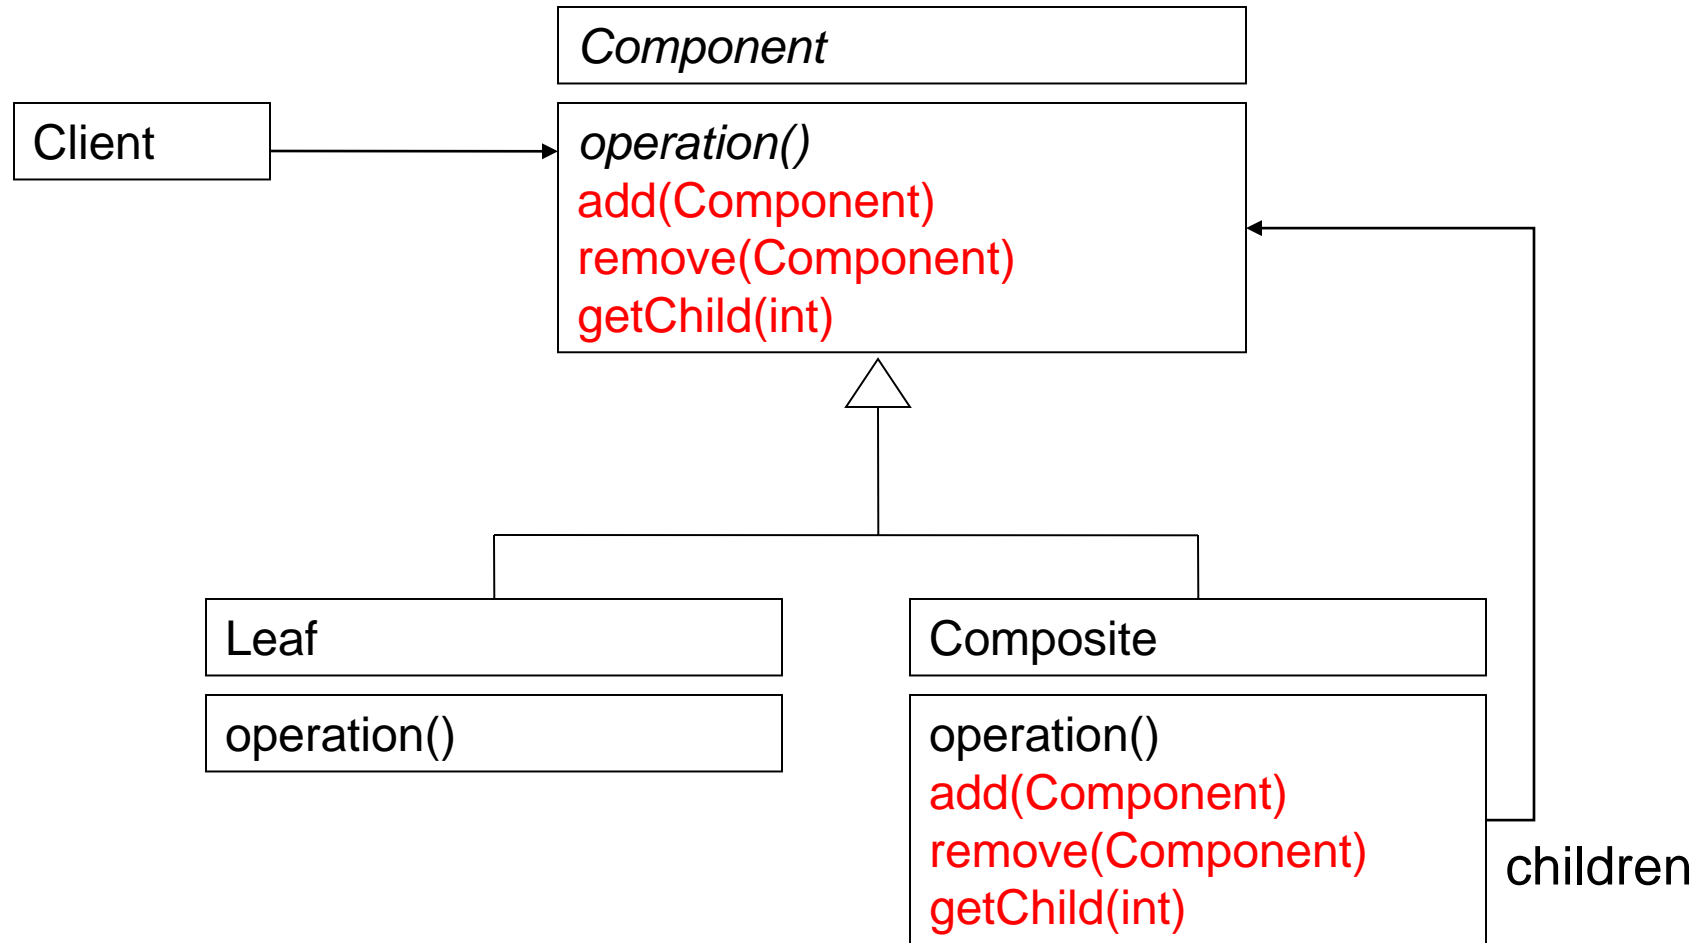 Component
Client
operation()
add(Component)
remove(Component)
getChild(int)
Leaf
operation()
Composite
operation()
add(Component)
remove(Component)
getChild(int)
children